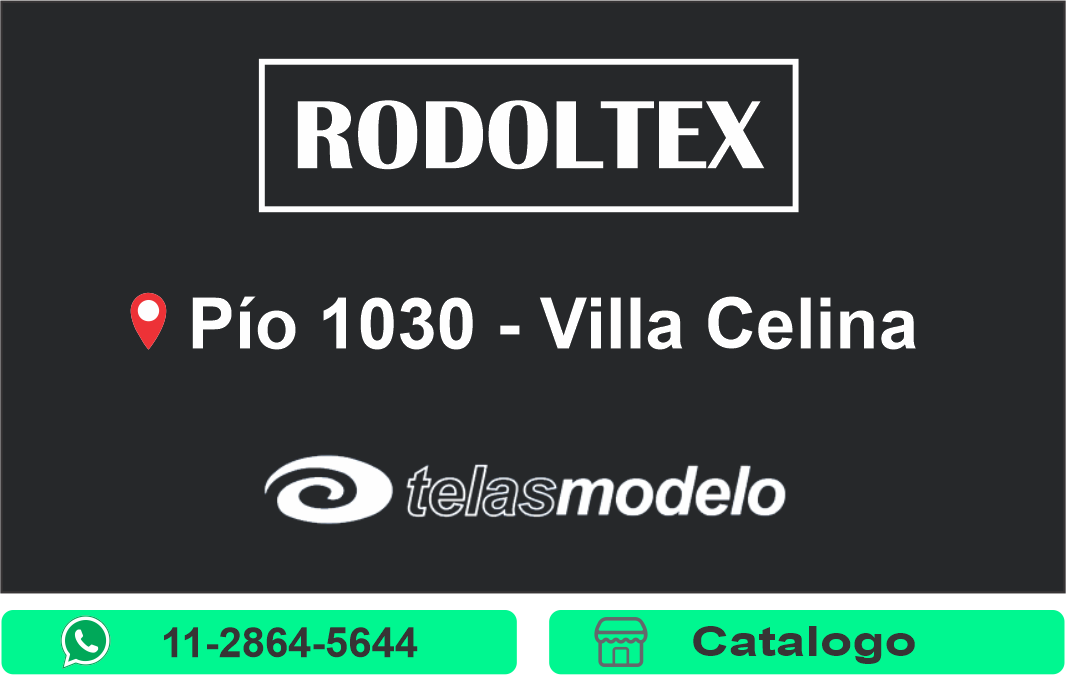 RODOLTEX
Pío 1030 - Villa Celina
telasmodelo
11-2864-5644
Catalogo